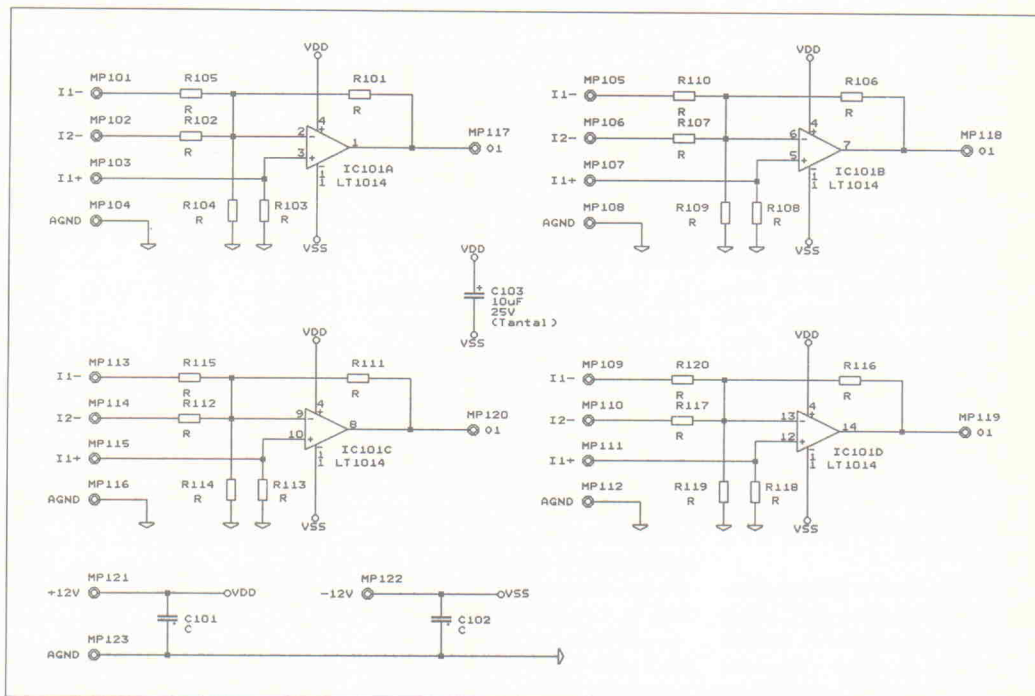 VDD
MP101
R105
R101
I1-
R
R
4
MP102
R102
I2-
R
2
1
MP117
O1
MP103
3
I1+
IC101A
LT1014
MP104
R104
R
R103
R
11
AGND
VSS
VDD
MP105
R110
R106
I1-
R
R
4
MP106
R107
I2-
R
6
7
MP118
O1
MP107
5
I1+
IC101B
LT1014
MP108
R109
R
R108
R
11
AGND
VSS
VDD
C103
10uF
25V
(Tantal)
VSS
VDD
MP113
R115
R111
I1-
R
R
4
MP114
R112
I2-
R
9
8
MP120
O1
MP115
10
I1+
IC101C
LT1014
MP116
R114
R
R113
R
11
AGND
VSS
VDD
MP109
R120
R116
I1-
R
R
4
MP110
R117
I2-
R
13
14
MP119
O1
MP111
12
I1+
IC101D
LT1014
MP112
R119
R
R118
R
11
AGND
VSS
MP121
+12V
VDD
C101
C
MP122
-12V
VSS
C102
C
MP123
AGND